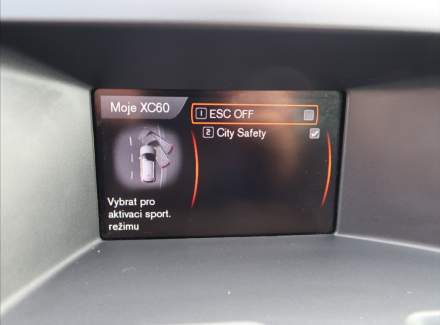 Moje XC60
1 ESC OFF
2 City Safety
Vybrat pro
aktivaci sport.
režimu